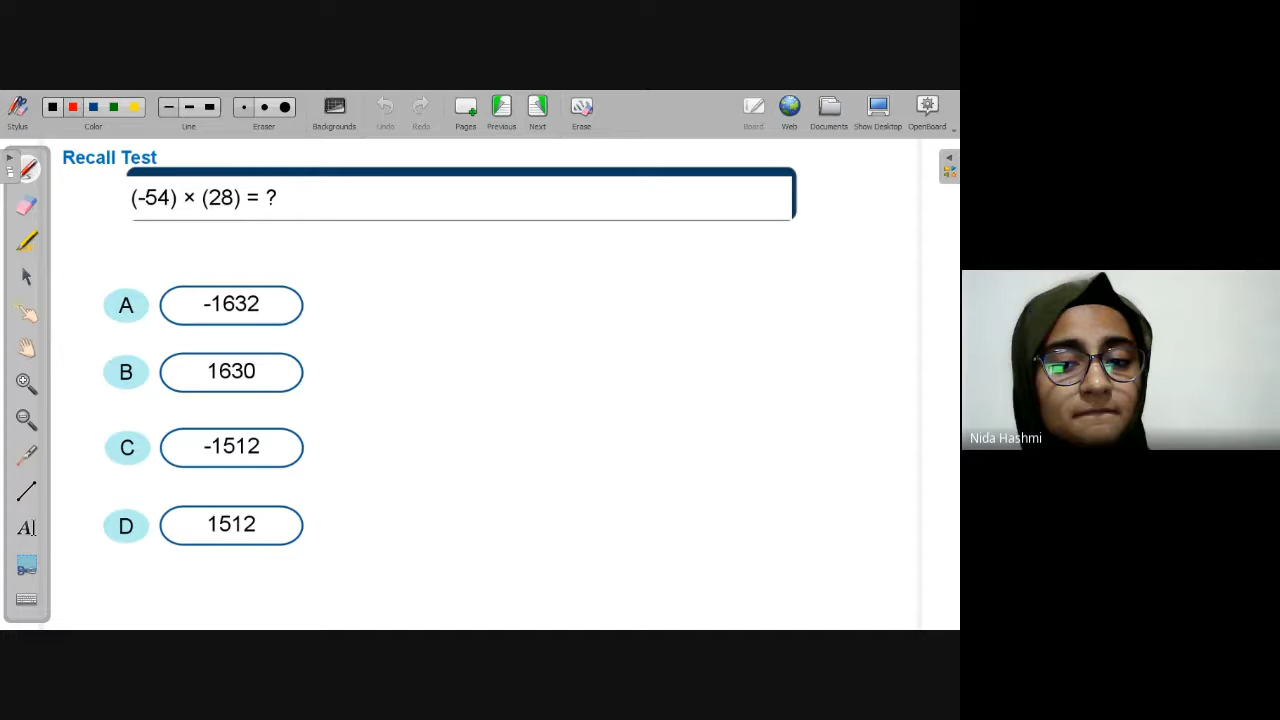 Stylus
Color
Line
Eraser
Backgrounds
Undo
Redo
Pages
Previous
Next
Erase
Board
Web
Documents
Show Desktop
OpenBoard
Recall Test
(-54) × (28) = ?
A -1632
B 1630
C -1512
D 1512
Nida Hashmi